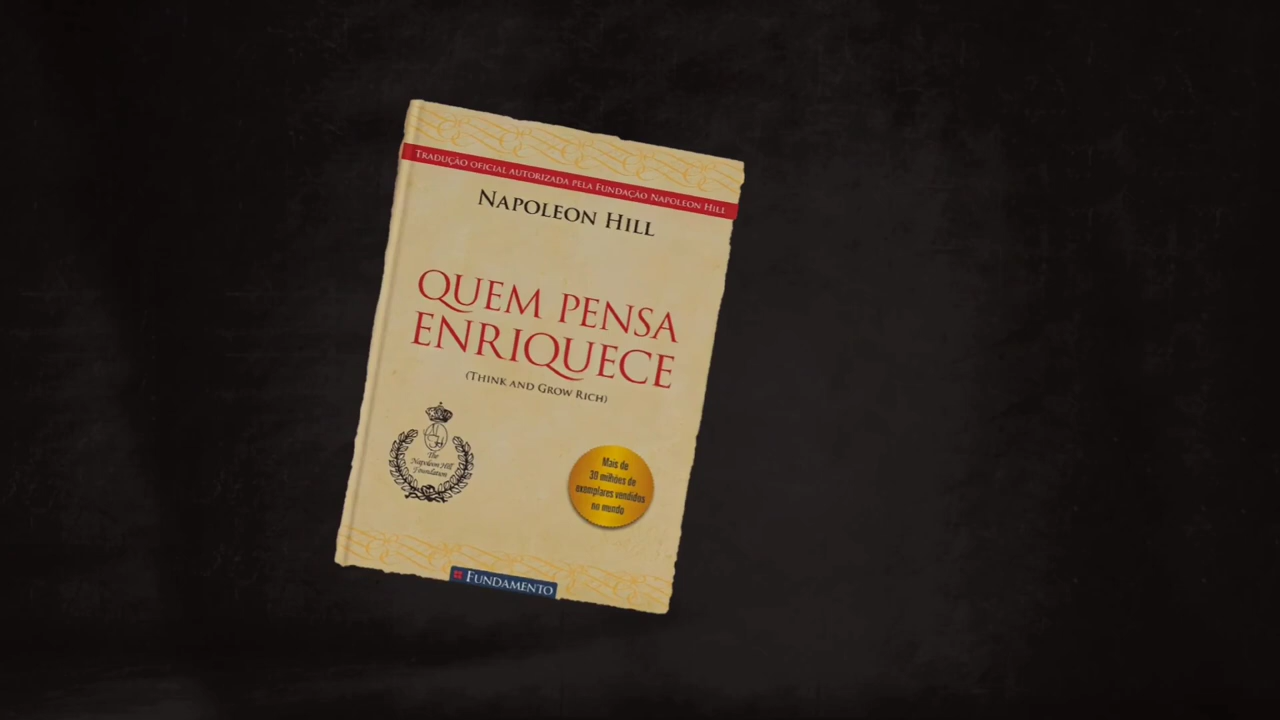 TRADUÇÃO OFICIAL AUTORIZADA PELA FUNDAÇÃO NAPOLEON HILL
NAPOLEON HILL
QUEM PENSA
ENRIQUECE
(THINK AND GROW RICH)
The
Napoleon Hill
Foundation
Mais de
30 milhões de
exemplares vendidos
no mundo
FUNDAMENTO